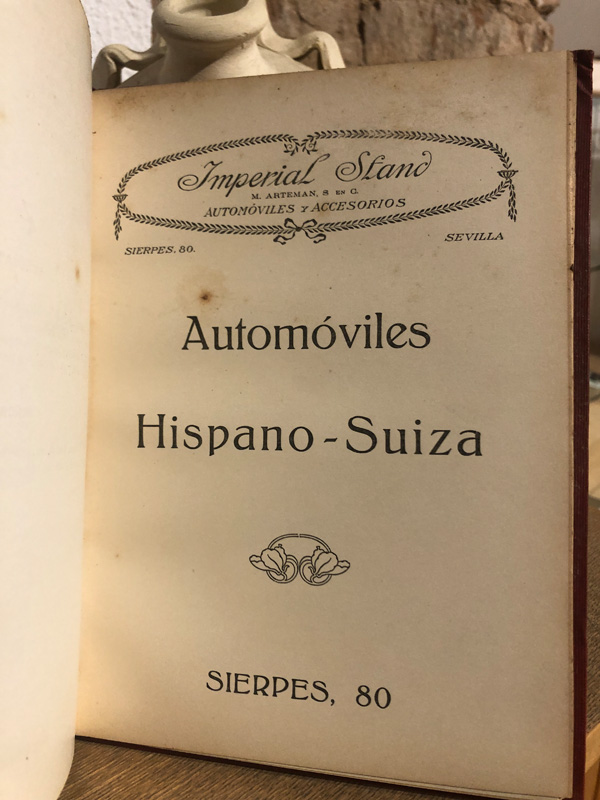 Imperial Stand
M. ARTEMAN, S EN C.
AUTOMÓVILES Y ACCESORIOS
SIERPES, 80.
SEVILLA
Automóviles
Hispano-Suiza
SIERPES, 80